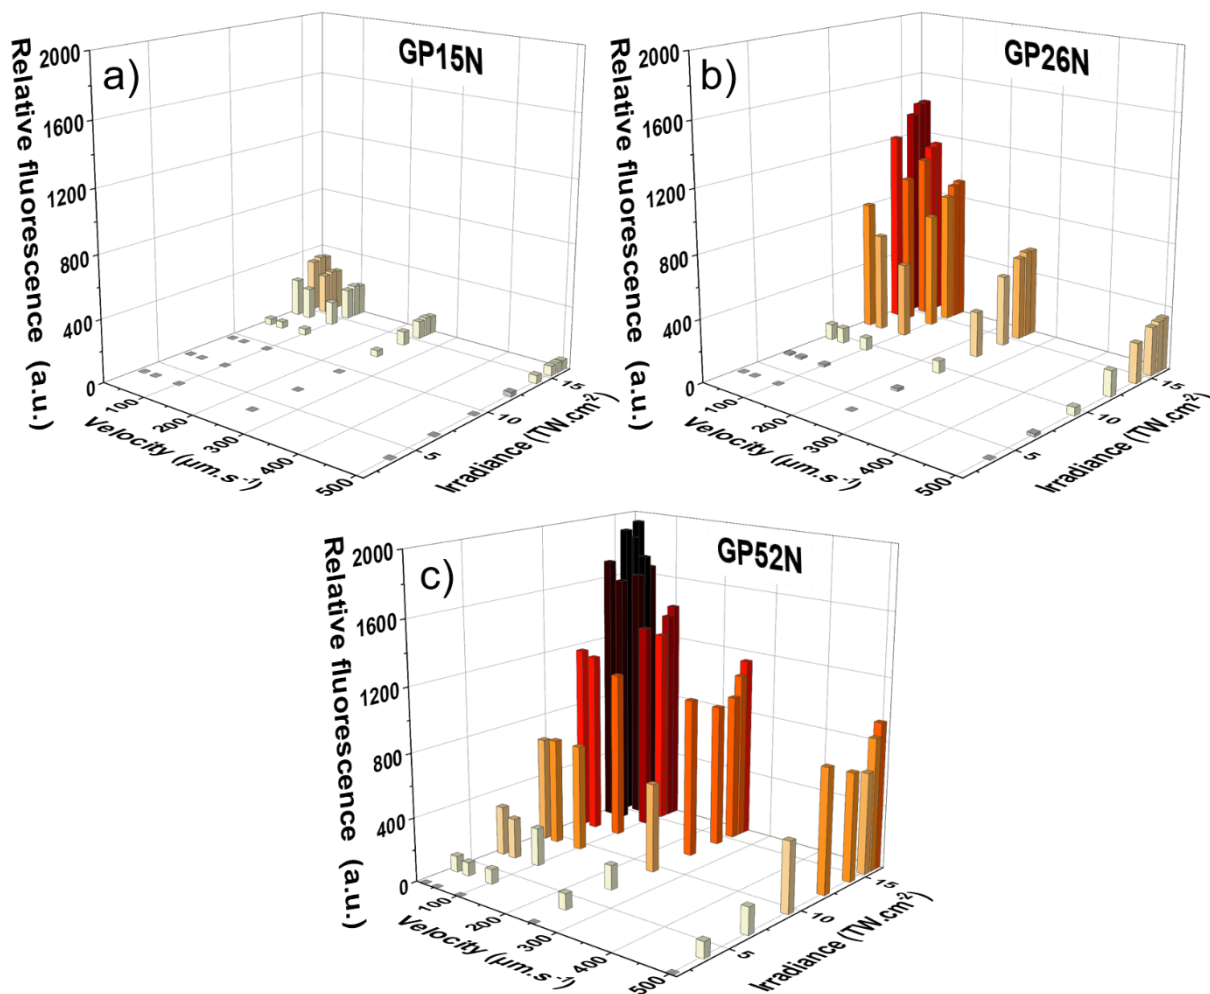 a)
GP15N
Relative fluorescence (a.u.)
2000
1600
1200
800
400
0
100
200
300
400
500
Velocity (µm.s⁻¹)
5
10
15
Irradiance (TW.cm⁻²)
b)
GP26N
Relative fluorescence (a.u.)
2000
1600
1200
800
400
0
100
200
300
400
500
Velocity (µm.s⁻¹)
5
10
15
Irradiance (TW.cm⁻²)
c)
GP52N
Relative fluorescence (a.u.)
2000
1600
1200
800
400
0
100
200
300
400
500
Velocity (µm.s⁻¹)
5
10
15
Irradiance (TW.cm⁻²)